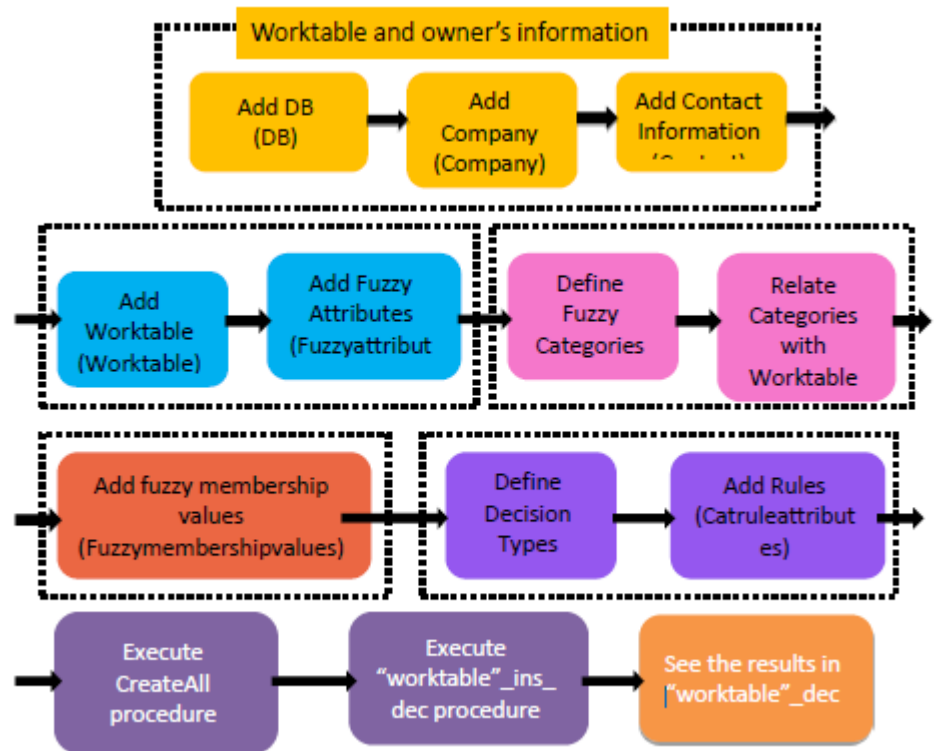 Worktable and owner's information
Add DB
(DB)
Add
Company
(Company)
Add Contact
Information
Add
Worktable
(Worktable)
Add Fuzzy
Attributes
(Fuzzyattribut
Define
Fuzzy
Categories
Relate
Categories
with
Worktable
Add fuzzy membership
values
(Fuzzymembershipvalues)
Define
Decision
Types
Add Rules
(Catruleattribut
es)
Execute
CreateAll
procedure
Execute
“worktable”_ins_
dec procedure
See the results in
“worktable”_dec